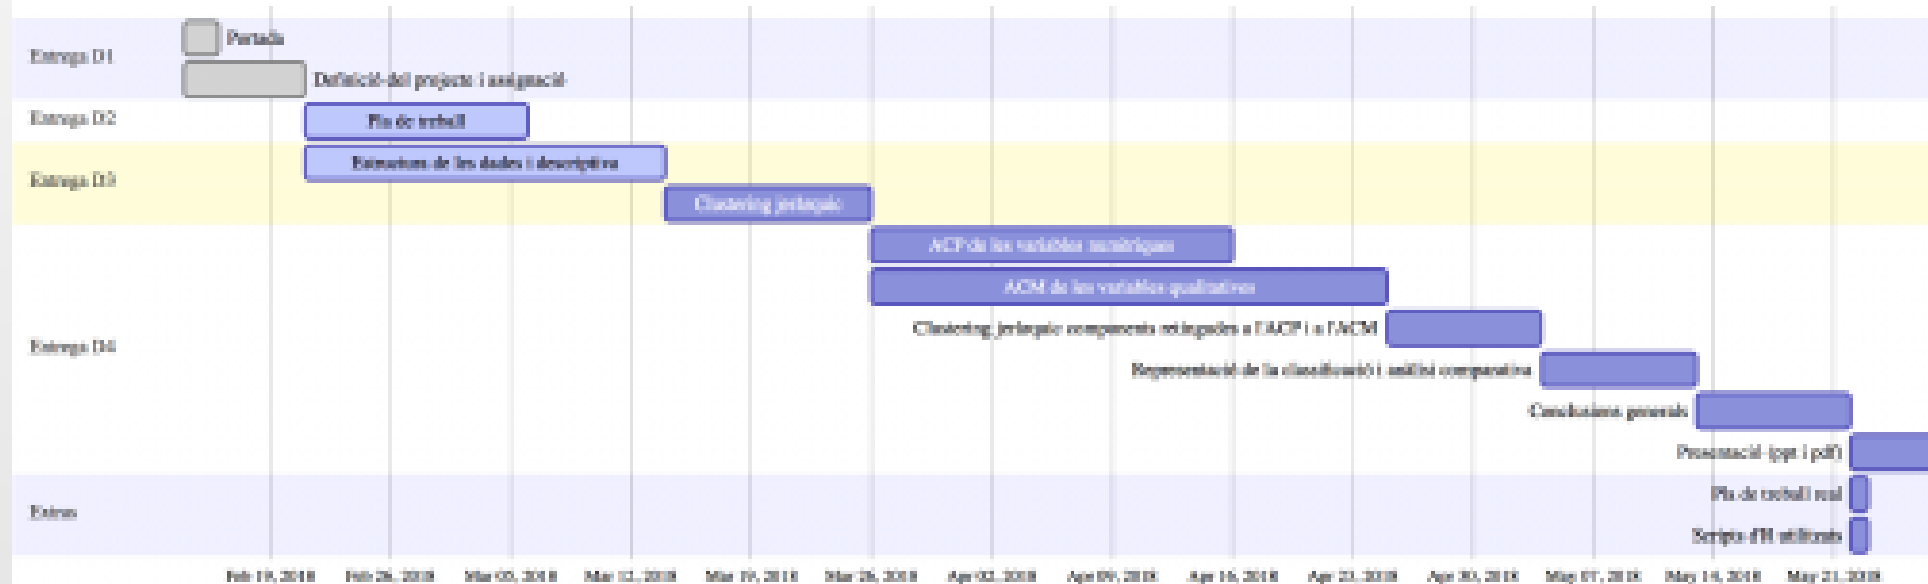 Entrega D1
Portada
Definició del projecte i assignació
Entrega D2
Pla de treball
Entrega D3
Estructura de les dades i descriptiva
Clustering jeràrquic
Entrega D4
ACP de les variables numèriques
ACM de les variables qualitatives
Clustering jeràrquic components retingudes a l'ACP i a l'ACM
Representació de la classificació i anàlisi comparativa
Conclusions generals
Presentació (ppt i pdf)
Extras
Pla de treball real
Scripts d'R utilitzats
Feb 19, 2018 Feb 26, 2018 Mar 05, 2018 Mar 12, 2018 Mar 19, 2018 Mar 26, 2018 Apr 02, 2018 Apr 09, 2018 Apr 16, 2018 Apr 23, 2018 Apr 30, 2018 May 07, 2018 May 14, 2018 May 21, 2018